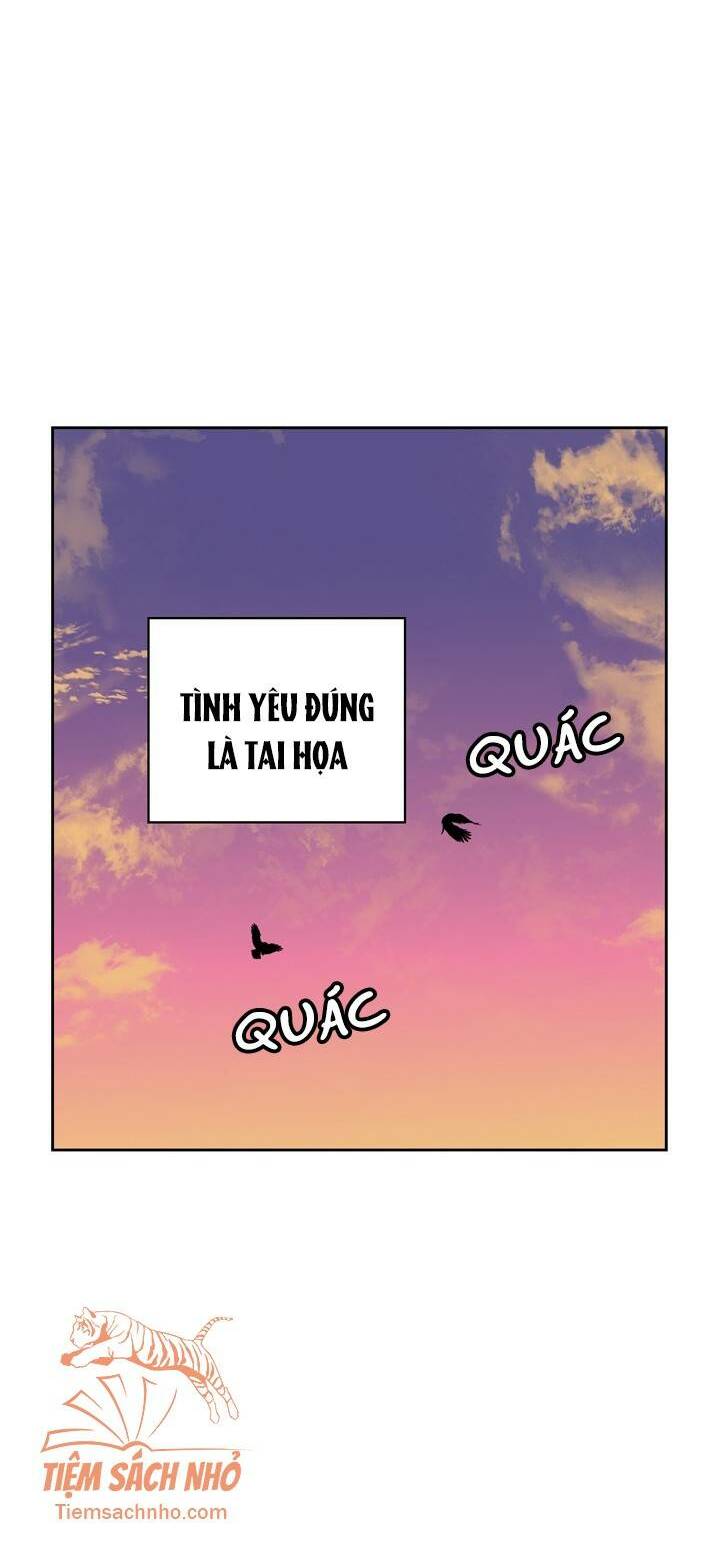 TÌNH YÊU ĐÚNG
LÀ TAI HỌA
QUÁC
QUÁC
TIỆM SÁCH NHỎ
Tiemsachnho.com